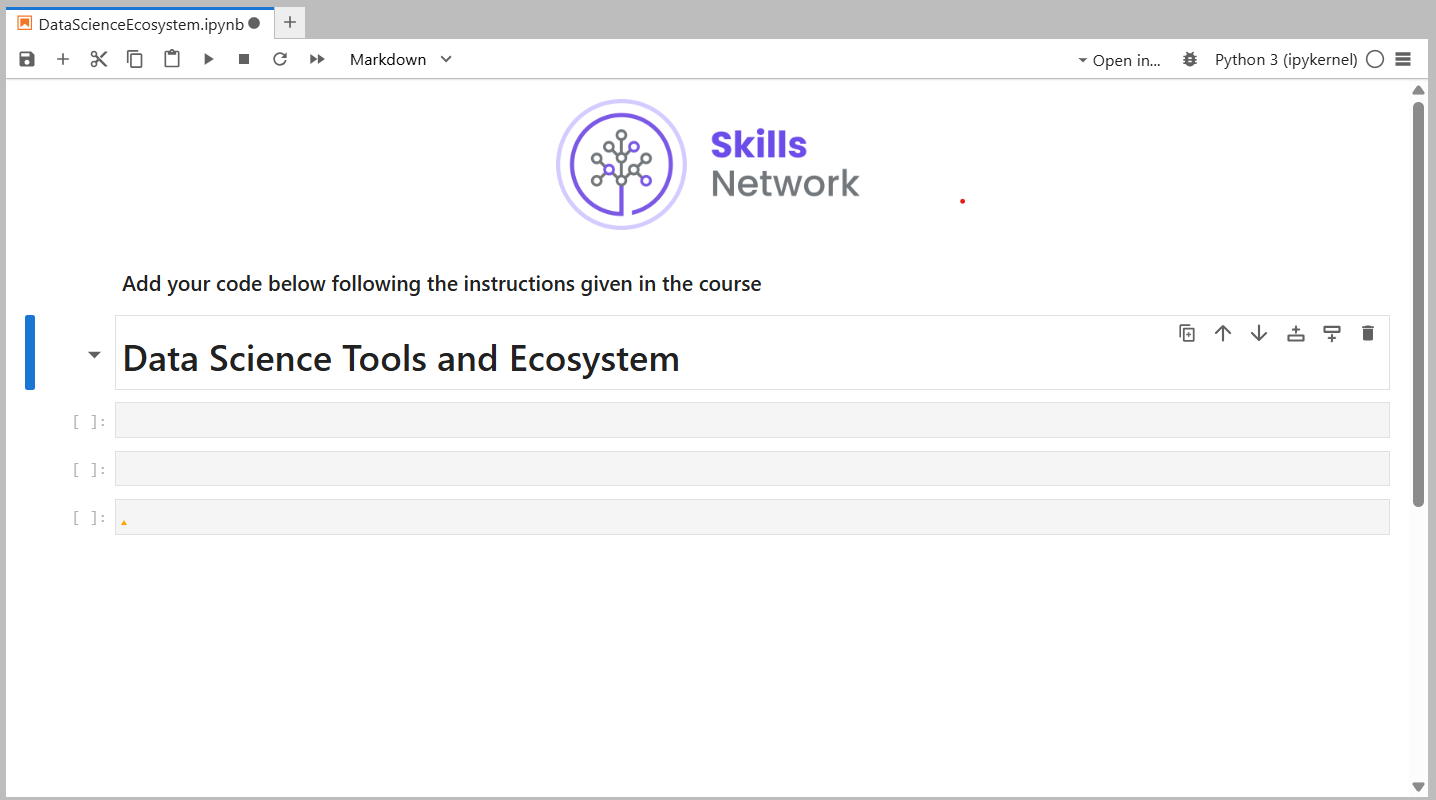 DataScienceEcosystem.ipynb
Markdown
Open in...
Python 3 (ipykernel)
Skills
Network
Add your code below following the instructions given in the course
Data Science Tools and Ecosystem
[ ]:
[ ]:
[ ]: